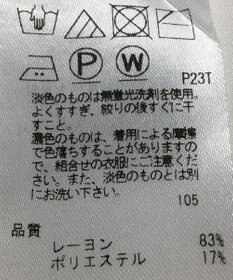 P W
P23T
淡色のものは無蛍光洗剤を使用。
よくすすぎ、絞りの後すぐに干
すこと。
濃色のものは、着用による摩擦
で色落ちすることがありますの
で、組合せの衣服にご注意くだ
さい。また、淡色のものとは別
にお洗い下さい。
105
品質
レーヨン 83%
ポリエステル 17%